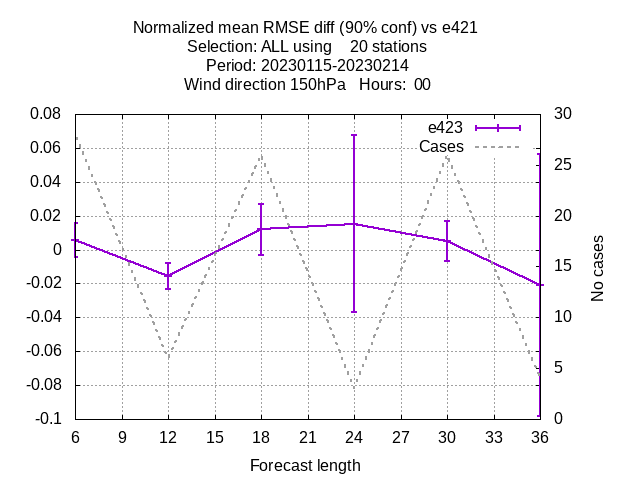 Normalized mean RMSE diff (90% conf) vs e421
Selection: ALL using    20 stations
Period: 20230115-20230214
Wind direction 150hPa   Hours:  00
0.08
0.06
0.04
0.02
0
-0.02
-0.04
-0.06
-0.08
-0.1
30
25
20
15
10
5
0
e423
Cases
No cases
6 9 12 15 18 21 24 27 30 33 36
Forecast length